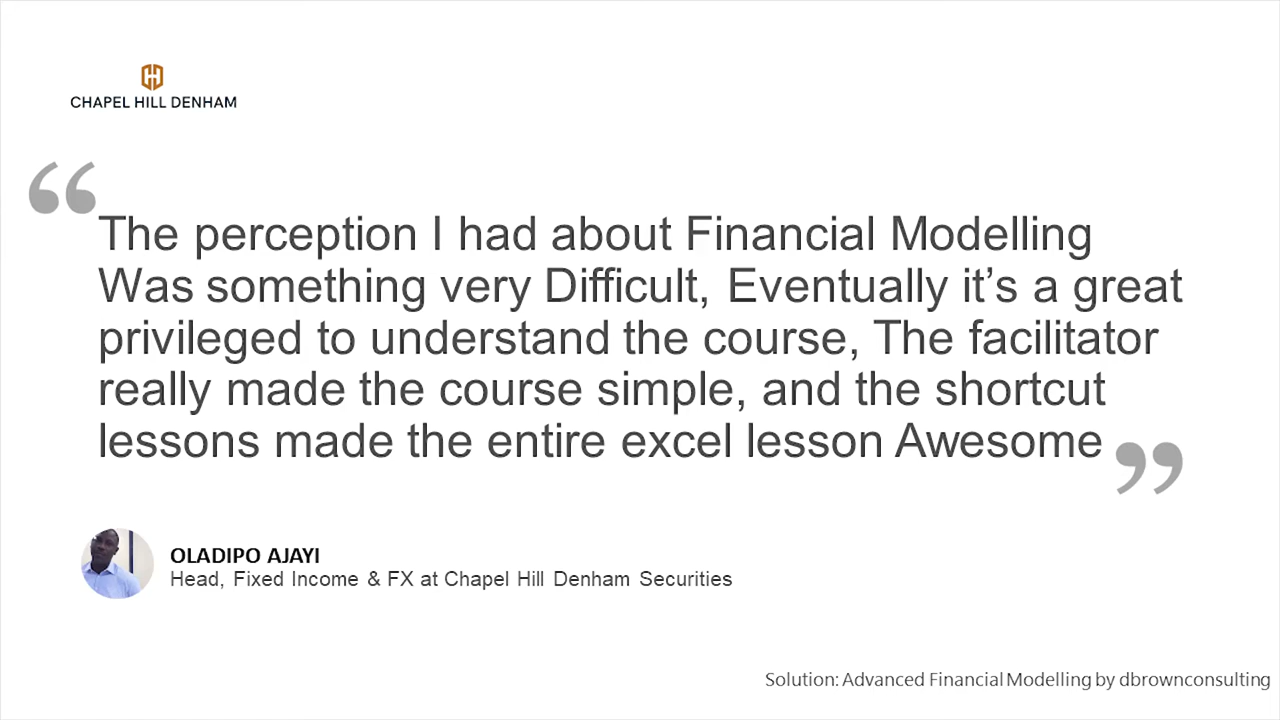 CHAPEL HILL DENHAM
“
The perception I had about Financial Modelling
Was something very Difficult, Eventually it’s a great
privileged to understand the course, The facilitator
really made the course simple, and the shortcut
lessons made the entire excel lesson Awesome ”
OLADIPO AJAYI
Head, Fixed Income & FX at Chapel Hill Denham Securities
Solution: Advanced Financial Modelling by dbrownconsulting